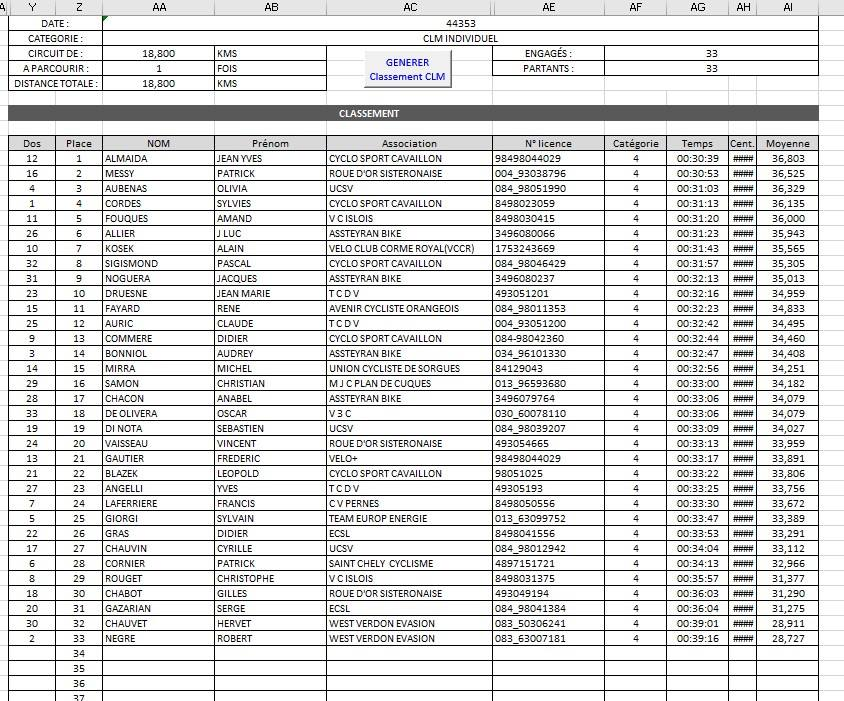 A Y Z AA AB AC AE AF AG AH AI
DATE : 44353
CATEGORIE : CLM INDIVIDUEL
CIRCUIT DE : 18,800 KMS ENGAGÉS : 33
A PARCOURIR : 1 FOIS PARTANTS : 33
DISTANCE TOTALE : 18,800 KMS
GENERER
Classement CLM
CLASSEMENT
Dos Place NOM Prénom Association N° licence Catégorie Temps Cent. Moyenne
12 1 ALMAIDA JEAN YVES CYCLO SPORT CAVAILLON 98498044029 4 00:30:39 #### 36,803
16 2 MESSY PATRICK ROUE D'OR SISTERONAISE 004_93038796 4 00:30:53 #### 36,525
4 3 AUBENAS OLIVIA UCSV 084_98051990 4 00:31:03 #### 36,329
1 4 CORDES SYLVIES CYCLO SPORT CAVAILLON 8498023059 4 00:31:13 #### 36,135
11 5 FOUQUES AMAND V C ISLOIS 8498030415 4 00:31:20 #### 36,000
26 6 ALLIER J LUC ASSTEYRAN BIKE 3496080066 4 00:31:23 #### 35,943
10 7 KOSEK ALAIN VELO CLUB CORME ROYAL(VCCR) 1753243669 4 00:31:43 #### 35,565
32 8 SIGISMOND PASCAL CYCLO SPORT CAVAILLON 084_98046429 4 00:31:57 #### 35,305
31 9 NOGUERA JACQUES ASSTEYRAN BIKE 3496080237 4 00:32:13 #### 35,013
23 10 DRUESNE JEAN MARIE T C D V 493051201 4 00:32:16 #### 34,959
15 11 FAYARD RENE AVENIR CYCLISTE ORANGEOIS 084_98011353 4 00:32:23 #### 34,833
25 12 AURIC CLAUDE T C D V 004_93051200 4 00:32:42 #### 34,495
9 13 COMMERE DIDIER CYCLO SPORT CAVAILLON 084-98042360 4 00:32:44 #### 34,460
3 14 BONNIOL AUDREY ASSTEYRAN BIKE 034_96101330 4 00:32:47 #### 34,408
14 15 MIRRA MICHEL UNION CYCLISTE DE SORGUES 84129043 4 00:32:56 #### 34,251
29 16 SAMON CHRISTIAN M J C PLAN DE CUQUES 013_96593680 4 00:33:00 #### 34,182
28 17 CHACON ANABEL ASSTEYRAN BIKE 3496079764 4 00:33:06 #### 34,079
33 18 DE OLIVERA OSCAR V 3 C 030_60078110 4 00:33:06 #### 34,079
19 19 DI NOTA SEBASTIEN UCSV 084_98039207 4 00:33:09 #### 34,027
24 20 VAISSEAU VINCENT ROUE D'OR SISTERONAISE 493054665 4 00:33:13 #### 33,959
13 21 GAUTIER FREDERIC VELO+ 98498044029 4 00:33:17 #### 33,891
21 22 BLAZEK LEOPOLD CYCLO SPORT CAVAILLON 98051025 4 00:33:22 #### 33,806
27 23 ANGELLI YVES T C D V 49305193 4 00:33:25 #### 33,756
7 24 LAFERRIERE FRANCIS C V PERNES 8498050556 4 00:33:30 #### 33,672
5 25 GIORGI SYLVAIN TEAM EUROP ENERGIE 013_63099752 4 00:33:47 #### 33,389
22 26 GRAS DIDIER ECSL 8498041556 4 00:33:53 #### 33,291
17 27 CHAUVIN CYRILLE UCSV 084_98012942 4 00:34:04 #### 33,112
6 28 CORNIER PATRICK SAINT CHELY CYCLISME 4897151721 4 00:34:13 #### 32,966
8 29 ROUGET CHRISTOPHE V C ISLOIS 8498031375 4 00:35:57 #### 31,377
18 30 CHABOT GILLES ROUE D'OR SISTERONAISE 493049194 4 00:36:03 #### 31,290
20 31 GAZARIAN SERGE ECSL 084_98041384 4 00:36:04 #### 31,275
30 32 CHAUVET HERVET WEST VERDON EVASION 083_50306241 4 00:39:01 #### 28,911
2 33 NEGRE ROBERT WEST VERDON EVASION 083_63007181 4 00:39:16 #### 28,727
34
35
36
37